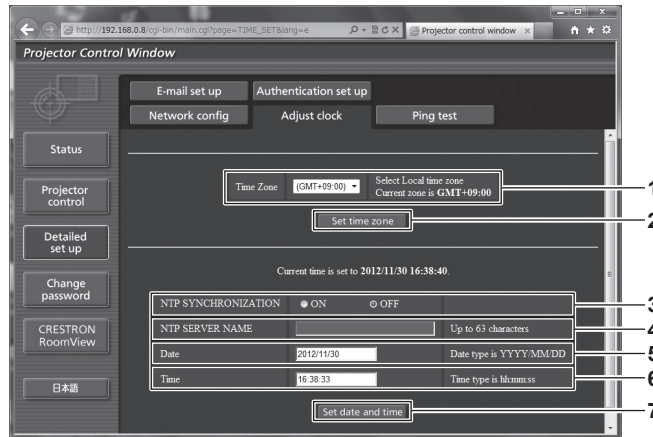 http://192.168.0.8/cgi-bin/main.cgi?page=TIME_SET&lang=e
Projector control window
Projector Control Window
E-mail set up
Authentication set up
Network config
Adjust clock
Ping test
Status
Projector control
Detailed set up
Change password
CRESTRON RoomView
日本語
Time Zone
(GMT+09:00)
Select Local time zone
Current zone is GMT+09:00
1
Set time zone
2
Current time is set to 2012/11/30 16:38:40.
NTP SYNCHRONIZATION ON OFF
3
NTP SERVER NAME Up to 63 characters
4
Date 2012/11/30 Date type is YYYY/MM/DD
5
Time 16:38:33 Time type is hh:mm:ss
6
Set date and time
7